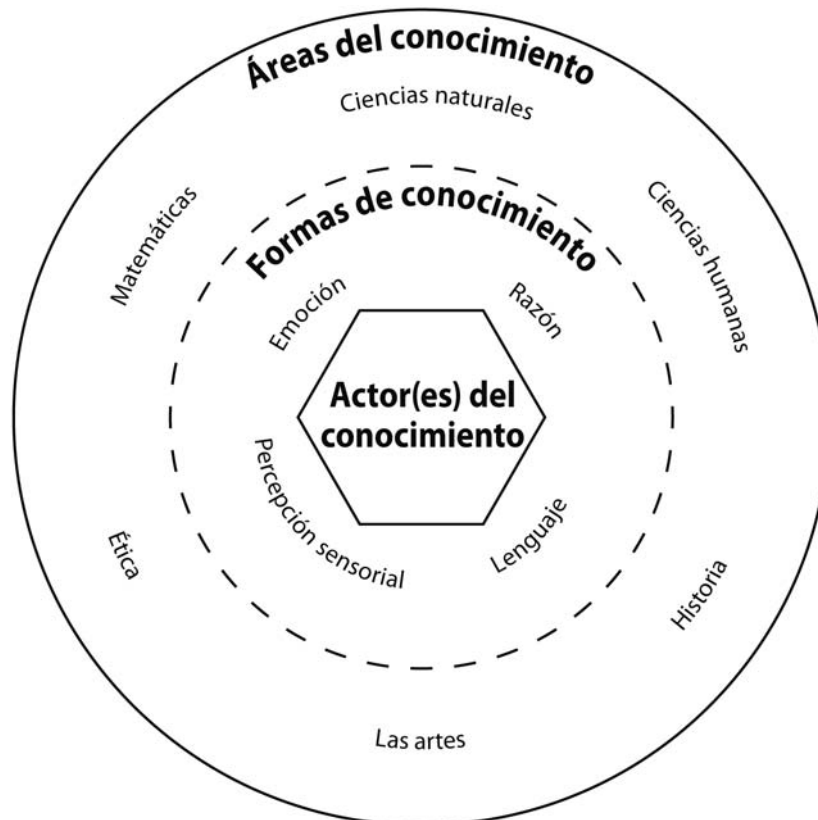 Áreas del conocimiento
Ciencias naturales
Matemáticas
Ciencias humanas
Formas de conocimiento
Emoción
Razón
Actor(es) del
conocimiento
Percepción sensorial
Lenguaje
Ética
Historia
Las artes